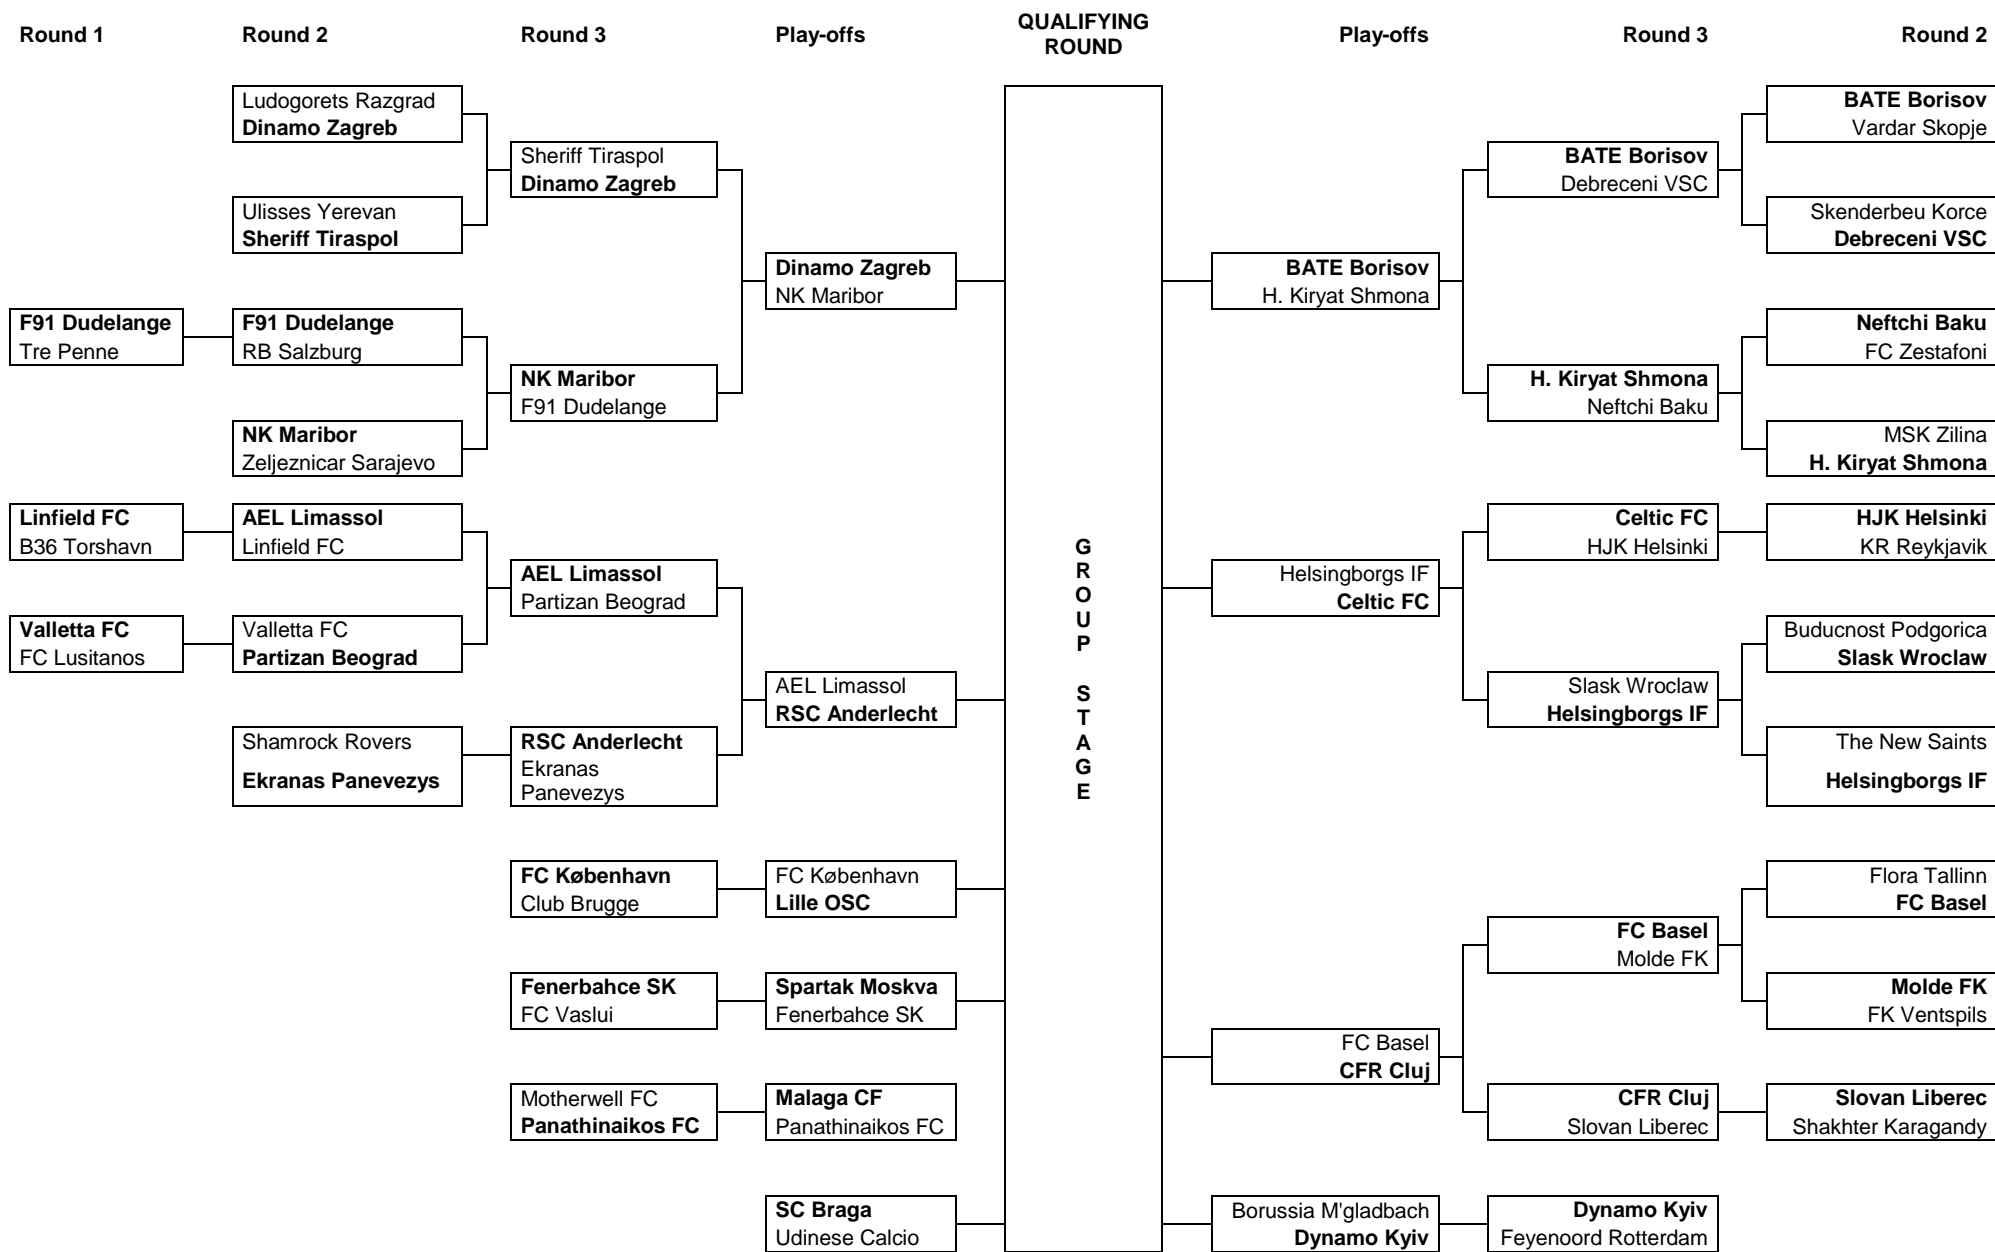 QUALIFYING
ROUND
Round 1
Round 2
Round 3
Play-offs
Play-offs
Round 3
Round 2
Ludogorets Razgrad
Dinamo Zagreb
Ulisses Yerevan
Sheriff Tiraspol
F91 Dudelange
Tre Penne
F91 Dudelange
RB Salzburg
NK Maribor
Zeljeznicar Sarajevo
Linfield FC
B36 Torshavn
AEL Limassol
Linfield FC
Valletta FC
FC Lusitanos
Valletta FC
Partizan Beograd
Shamrock Rovers
Ekranas Panevezys
Sheriff Tiraspol
Dinamo Zagreb
NK Maribor
F91 Dudelange
AEL Limassol
Partizan Beograd
RSC Anderlecht
Ekranas
Panevezys
FC København
Club Brugge
Fenerbahce SK
FC Vaslui
Motherwell FC
Panathinaikos FC
Dinamo Zagreb
NK Maribor
AEL Limassol
RSC Anderlecht
FC København
Lille OSC
Spartak Moskva
Fenerbahce SK
Malaga CF
Panathinaikos FC
SC Braga
Udinese Calcio
G
R
O
U
P
S
T
A
G
E
BATE Borisov
H. Kiryat Shmona
Helsingborgs IF
Celtic FC
FC Basel
CFR Cluj
Borussia M'gladbach
Dynamo Kyiv
BATE Borisov
Debreceni VSC
H. Kiryat Shmona
Neftchi Baku
Celtic FC
HJK Helsinki
Slask Wroclaw
Helsingborgs IF
FC Basel
Molde FK
CFR Cluj
Slovan Liberec
Dynamo Kyiv
Feyenoord Rotterdam
BATE Borisov
Vardar Skopje
Skenderbeu Korce
Debreceni VSC
Neftchi Baku
FC Zestafoni
MSK Zilina
H. Kiryat Shmona
HJK Helsinki
KR Reykjavik
Buducnost Podgorica
Slask Wroclaw
The New Saints
Helsingborgs IF
Flora Tallinn
FC Basel
Molde FK
FK Ventspils
Slovan Liberec
Shakhter Karagandy